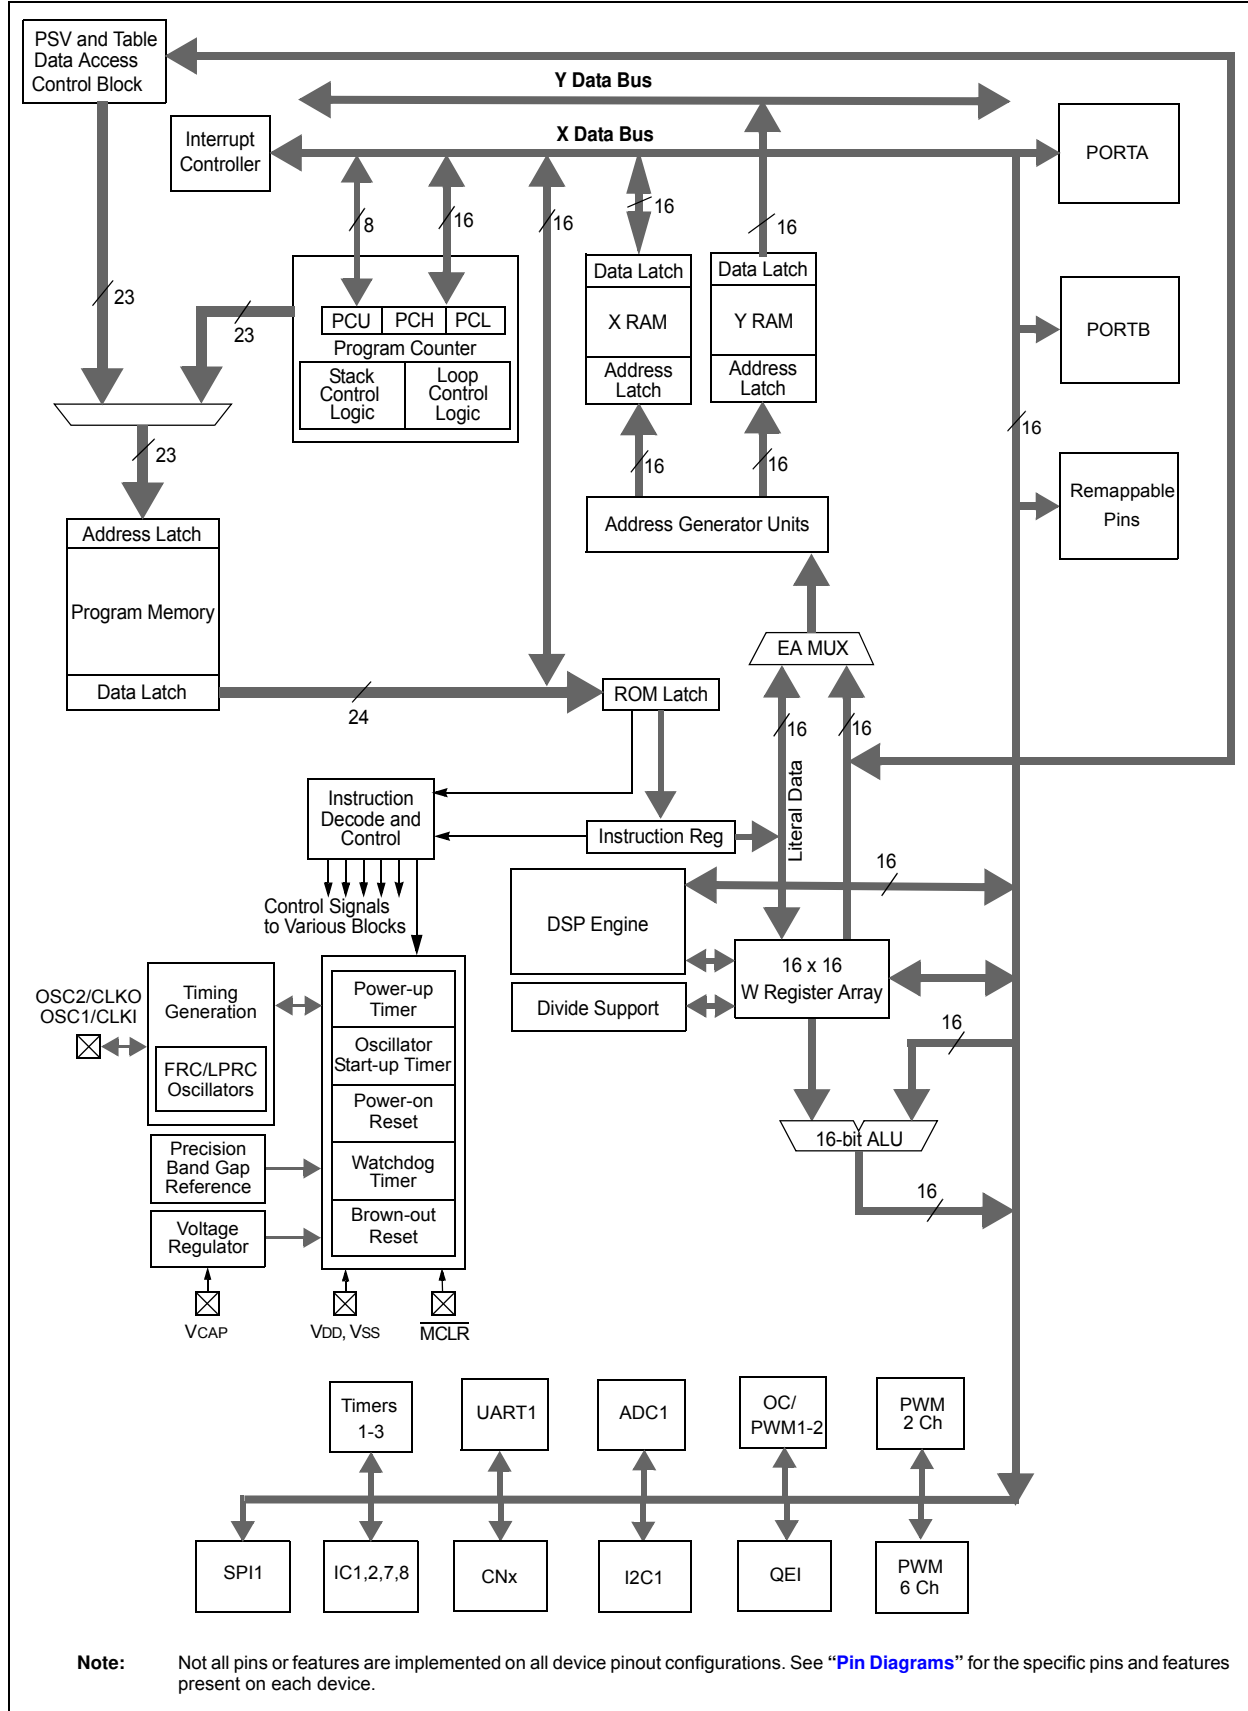 PSV and Table
Data Access
Control Block
Y Data Bus
Interrupt
Controller
X Data Bus
PORTA
8
16
16
16
16
23
23
Data Latch
X RAM
Address
Latch
Data Latch
Y RAM
Address
Latch
PCU
PCH
PCL
Program Counter
Stack
Control
Logic
Loop
Control
Logic
PORTB
16
23
16
16
Address Generator Units
Remappable
Pins
Address Latch
Program Memory
Data Latch
EA MUX
24
ROM Latch
16
16
Literal Data
Instruction
Decode and
Control
Instruction Reg
16
Control Signals
to Various Blocks
DSP Engine
16 x 16
W Register Array
Divide Support
OSC2/CLKO
OSC1/CLKI
Timing
Generation
FRC/LPRC
Oscillators
Power-up
Timer
Oscillator
Start-up Timer
Power-on
Reset
Watchdog
Timer
Brown-out
Reset
16
16-bit ALU
16
Precision
Band Gap
Reference
Voltage
Regulator
VCAP
VDD, VSS
MCLR
Timers
1-3
UART1
ADC1
OC/
PWM1-2
PWM
2 Ch
SPI1
IC1,2,7,8
CNx
I2C1
QEI
PWM
6 Ch
Note: Not all pins or features are implemented on all device pinout configurations. See “Pin Diagrams” for the specific pins and features
present on each device.